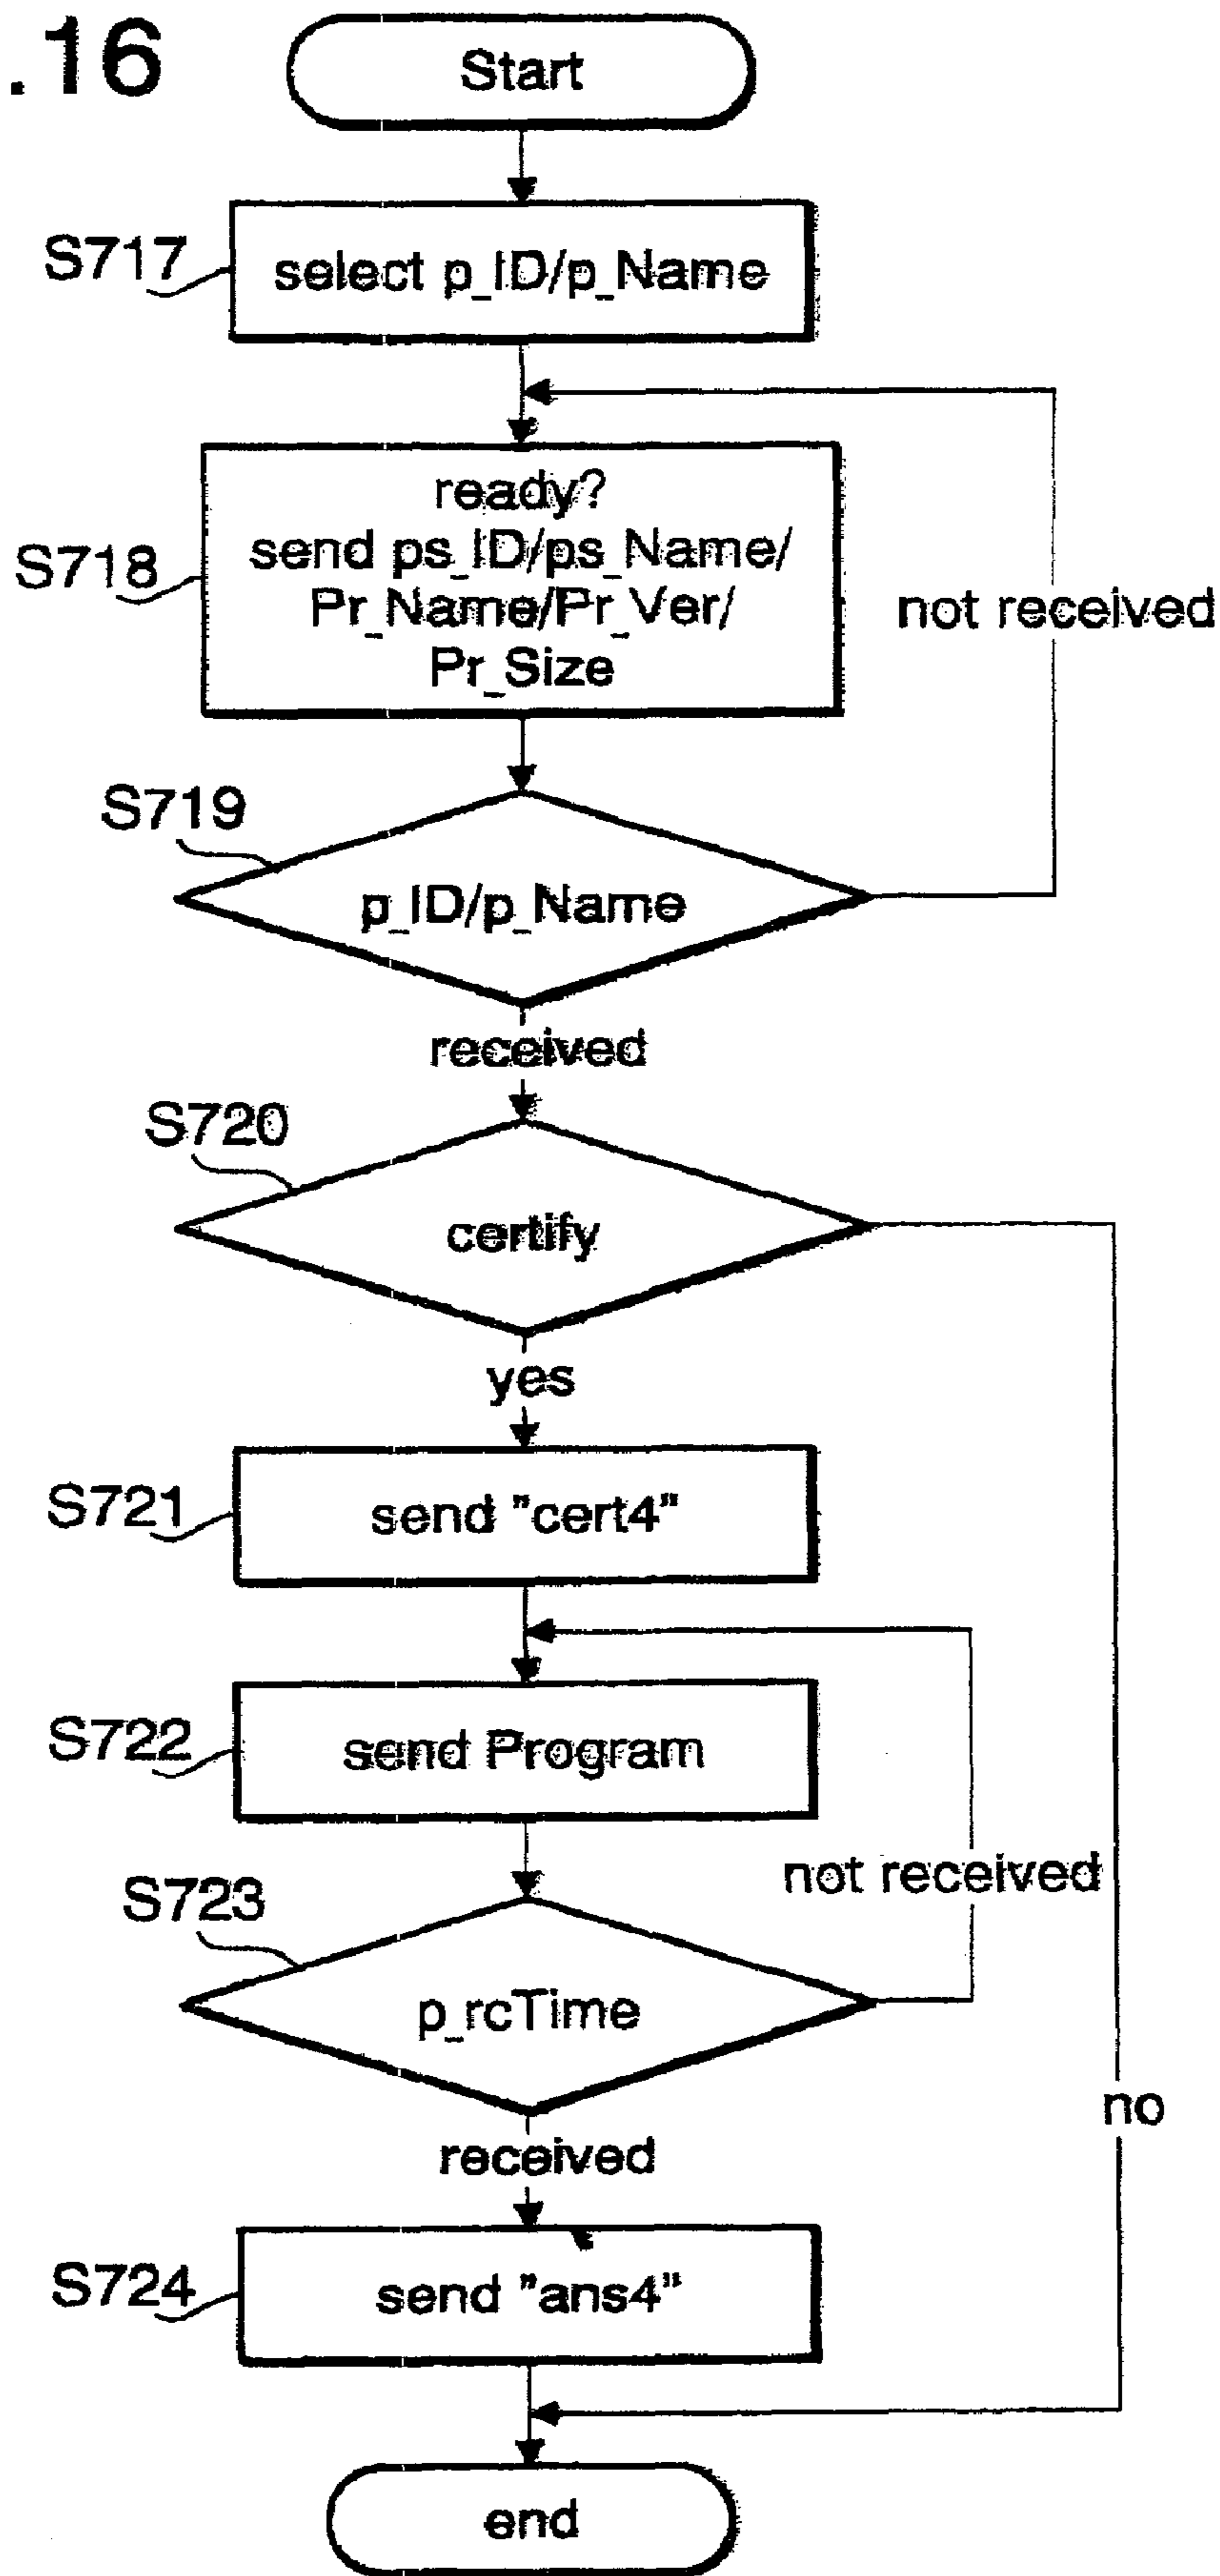 .16
Start
S717
select p_ID/p_Name
S718
ready?
send ps_ID/ps_Name/
Pr_Name/Pr_Ver/
Pr_Size
not received
S719
p_ID/p_Name
received
S720
certify
yes
S721
send "cert4"
S722
send Program
not received
S723
p_rcTime
no
received
S724
send "ans4"
end